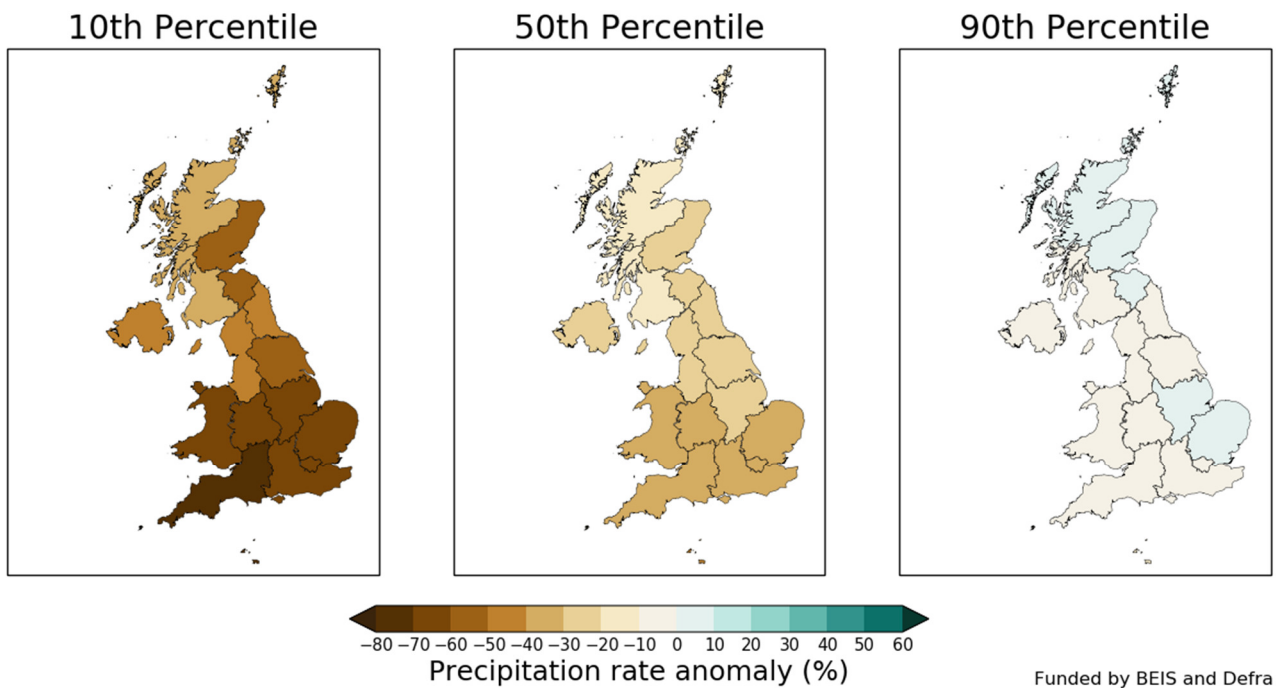 10th Percentile
50th Percentile
90th Percentile
−80 −70 −60 −50 −40 −30 −20 −10 0 10 20 30 40 50 60
Precipitation rate anomaly (%)
Funded by BEIS and Defra